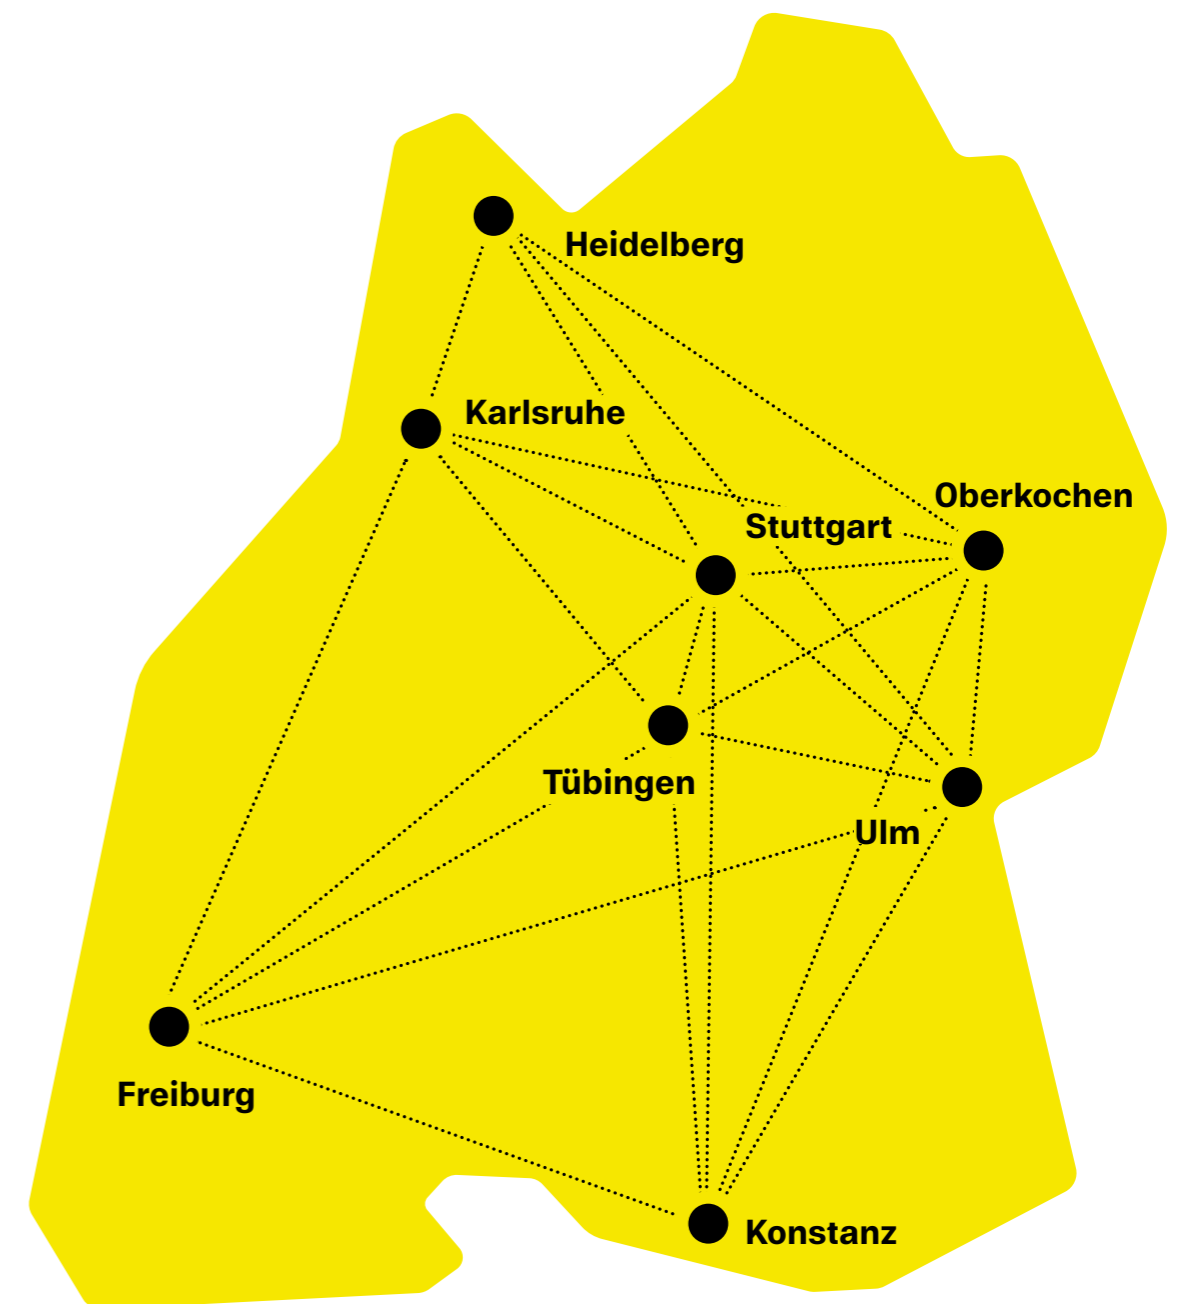 Heidelberg
Karlsruhe
Oberkochen
Stuttgart
Tübingen
Ulm
Freiburg
Konstanz